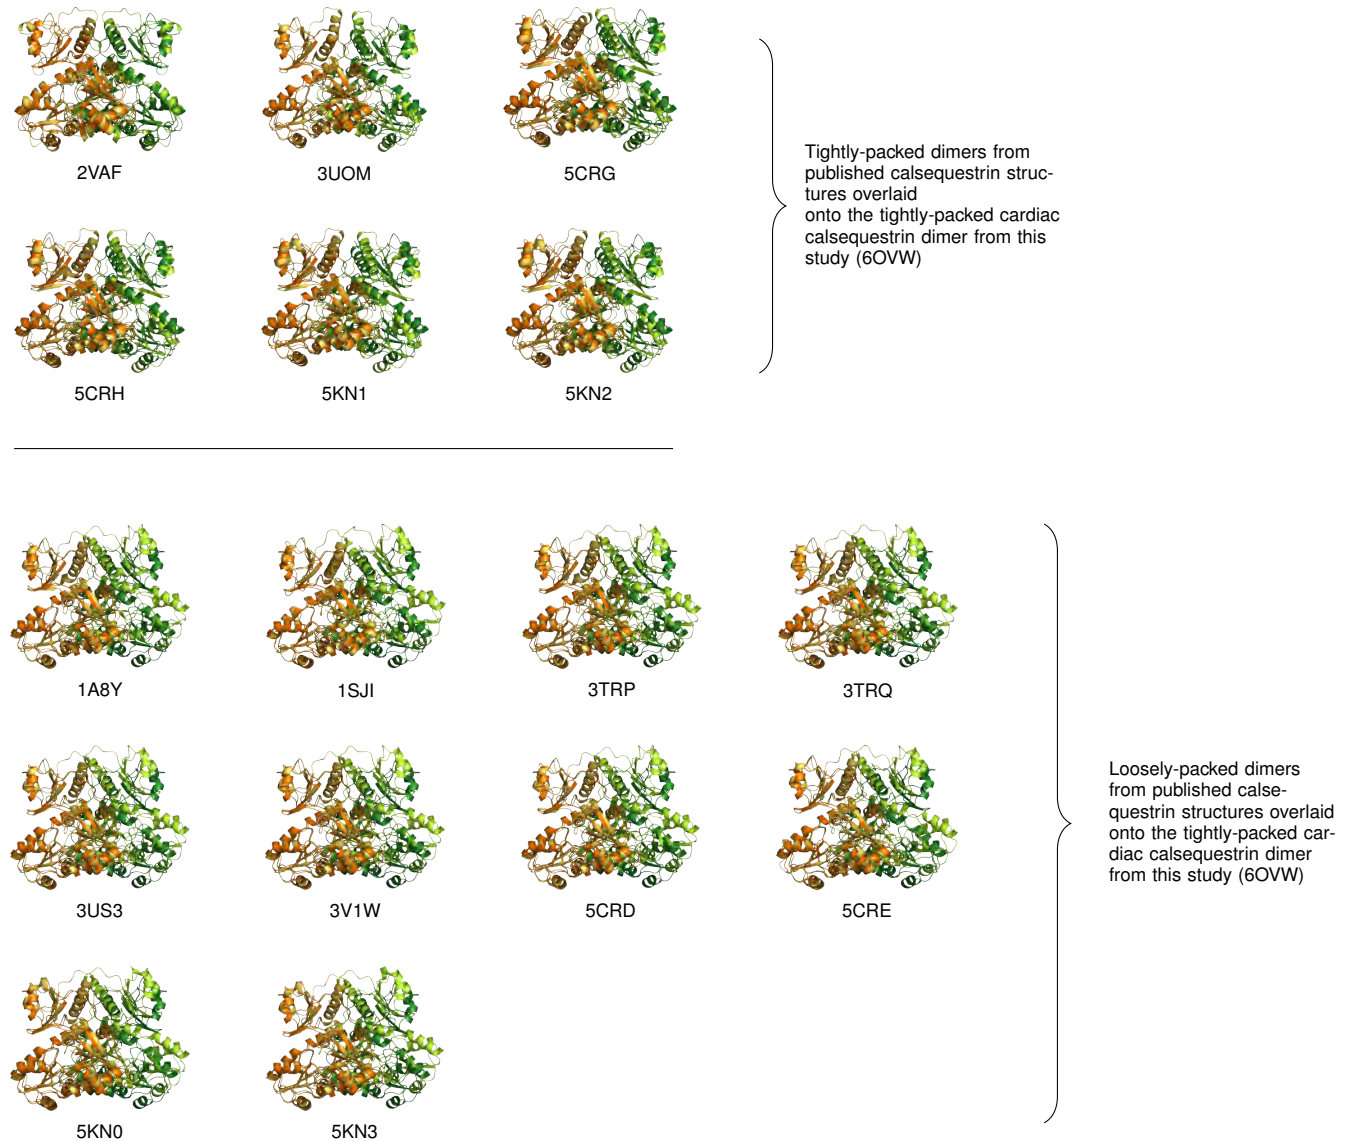 2VAF
3UOM
5CRG
5CRH
5KN1
5KN2
Tightly-packed dimers from
published calsequestrin struc-
tures overlaid
onto the tightly-packed cardiac
calsequestrin dimer from this
study (6OVW)
1A8Y
1SJI
3TRP
3TRQ
3US3
3V1W
5CRD
5CRE
5KN0
5KN3
Loosely-packed dimers
from published calse-
questrin structures overlaid
onto the tightly-packed car-
diac calsequestrin dimer
from this study (6OVW)